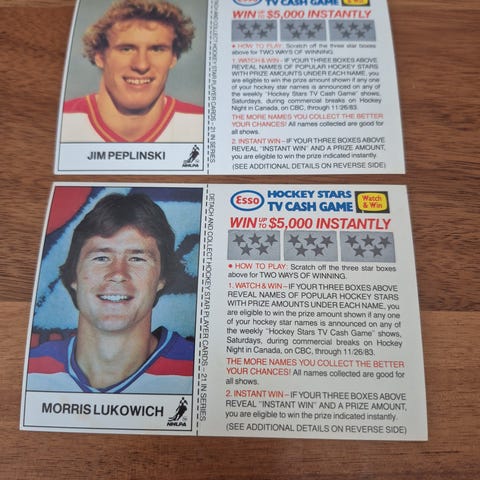 TV CASH GAME
& Win
WIN UP TO $5,000 INSTANTLY
● HOW TO PLAY: Scratch off the three star boxes
above for TWO WAYS OF WINNING.
1. WATCH & WIN – IF YOUR THREE BOXES ABOVE
REVEAL NAMES OF POPULAR HOCKEY STARS
WITH PRIZE AMOUNTS UNDER EACH NAME, you
are eligible to win the prize amount shown if any
one of your hockey star names is announced on any
of the weekly "Hockey Stars TV Cash Game" shows,
Saturdays, during commercial breaks on Hockey
Night in Canada, on CBC, through 11/26/83.
THE MORE NAMES YOU COLLECT THE BETTER
YOUR CHANCES! All names collected are good for
all shows.
2. INSTANT WIN – IF YOUR THREE BOXES ABOVE
REVEAL "INSTANT WIN" AND A PRIZE AMOUNT,
you are eligible to win the prize indicated instantly.
(SEE ADDITIONAL DETAILS ON REVERSE SIDE)
AND COLLECT HOCKEY STAR PLAYER CARDS - 21 IN SERIES
JIM PEPLINSKI
NHLPA
Esso
HOCKEY STARS
TV CASH GAME
Watch
& Win
WIN UP TO $5,000 INSTANTLY
● HOW TO PLAY: Scratch off the three star boxes
above for TWO WAYS OF WINNING.
1. WATCH & WIN – IF YOUR THREE BOXES ABOVE
REVEAL NAMES OF POPULAR HOCKEY STARS
WITH PRIZE AMOUNTS UNDER EACH NAME, you
are eligible to win the prize amount shown if any one
of your hockey star names is announced on any of
the weekly "Hockey Stars TV Cash Game" shows,
Saturdays, during commercial breaks on Hockey
Night in Canada, on CBC, through 11/26/83.
THE MORE NAMES YOU COLLECT THE BETTER
YOUR CHANCES! All names collected are good for
all shows.
2. INSTANT WIN – IF YOUR THREE BOXES ABOVE
REVEAL "INSTANT WIN" AND A PRIZE AMOUNT,
you are eligible to win the prize indicated instantly.
(SEE ADDITIONAL DETAILS ON REVERSE SIDE)
DETACH AND COLLECT HOCKEY STAR PLAYER CARDS - 21 IN SERIES
MORRIS LUKOWICH
NHLPA